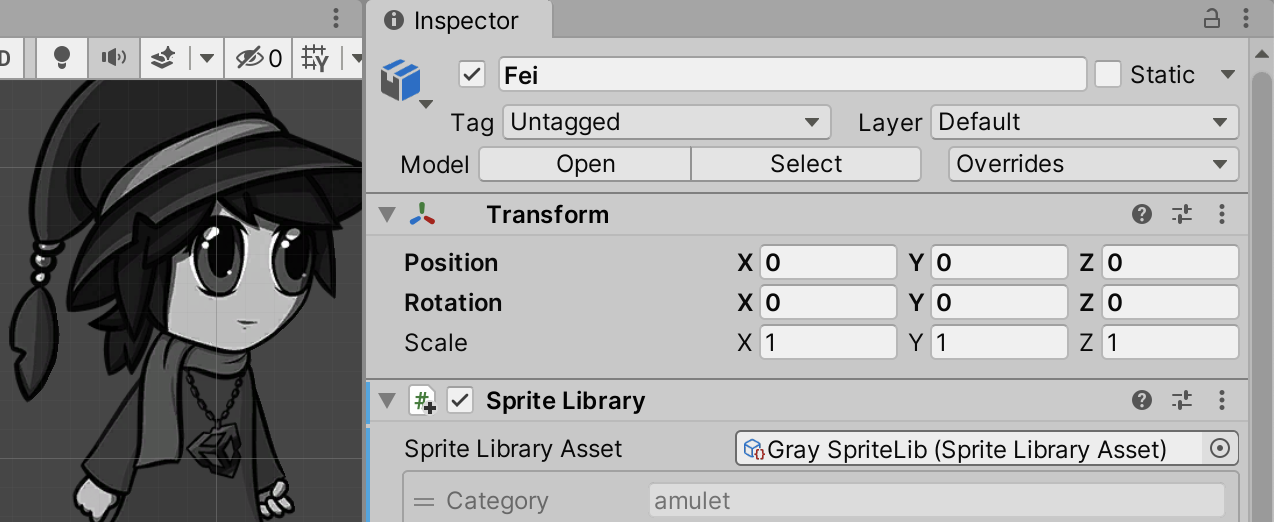 Inspector
D
0
Fei
Static
Tag Untagged Layer Default
Model Open Select Overrides
Transform
Position X 0 Y 0 Z 0
Rotation X 0 Y 0 Z 0
Scale X 1 Y 1 Z 1
# Sprite Library
Sprite Library Asset Gray SpriteLib (Sprite Library Asset)
Category amulet